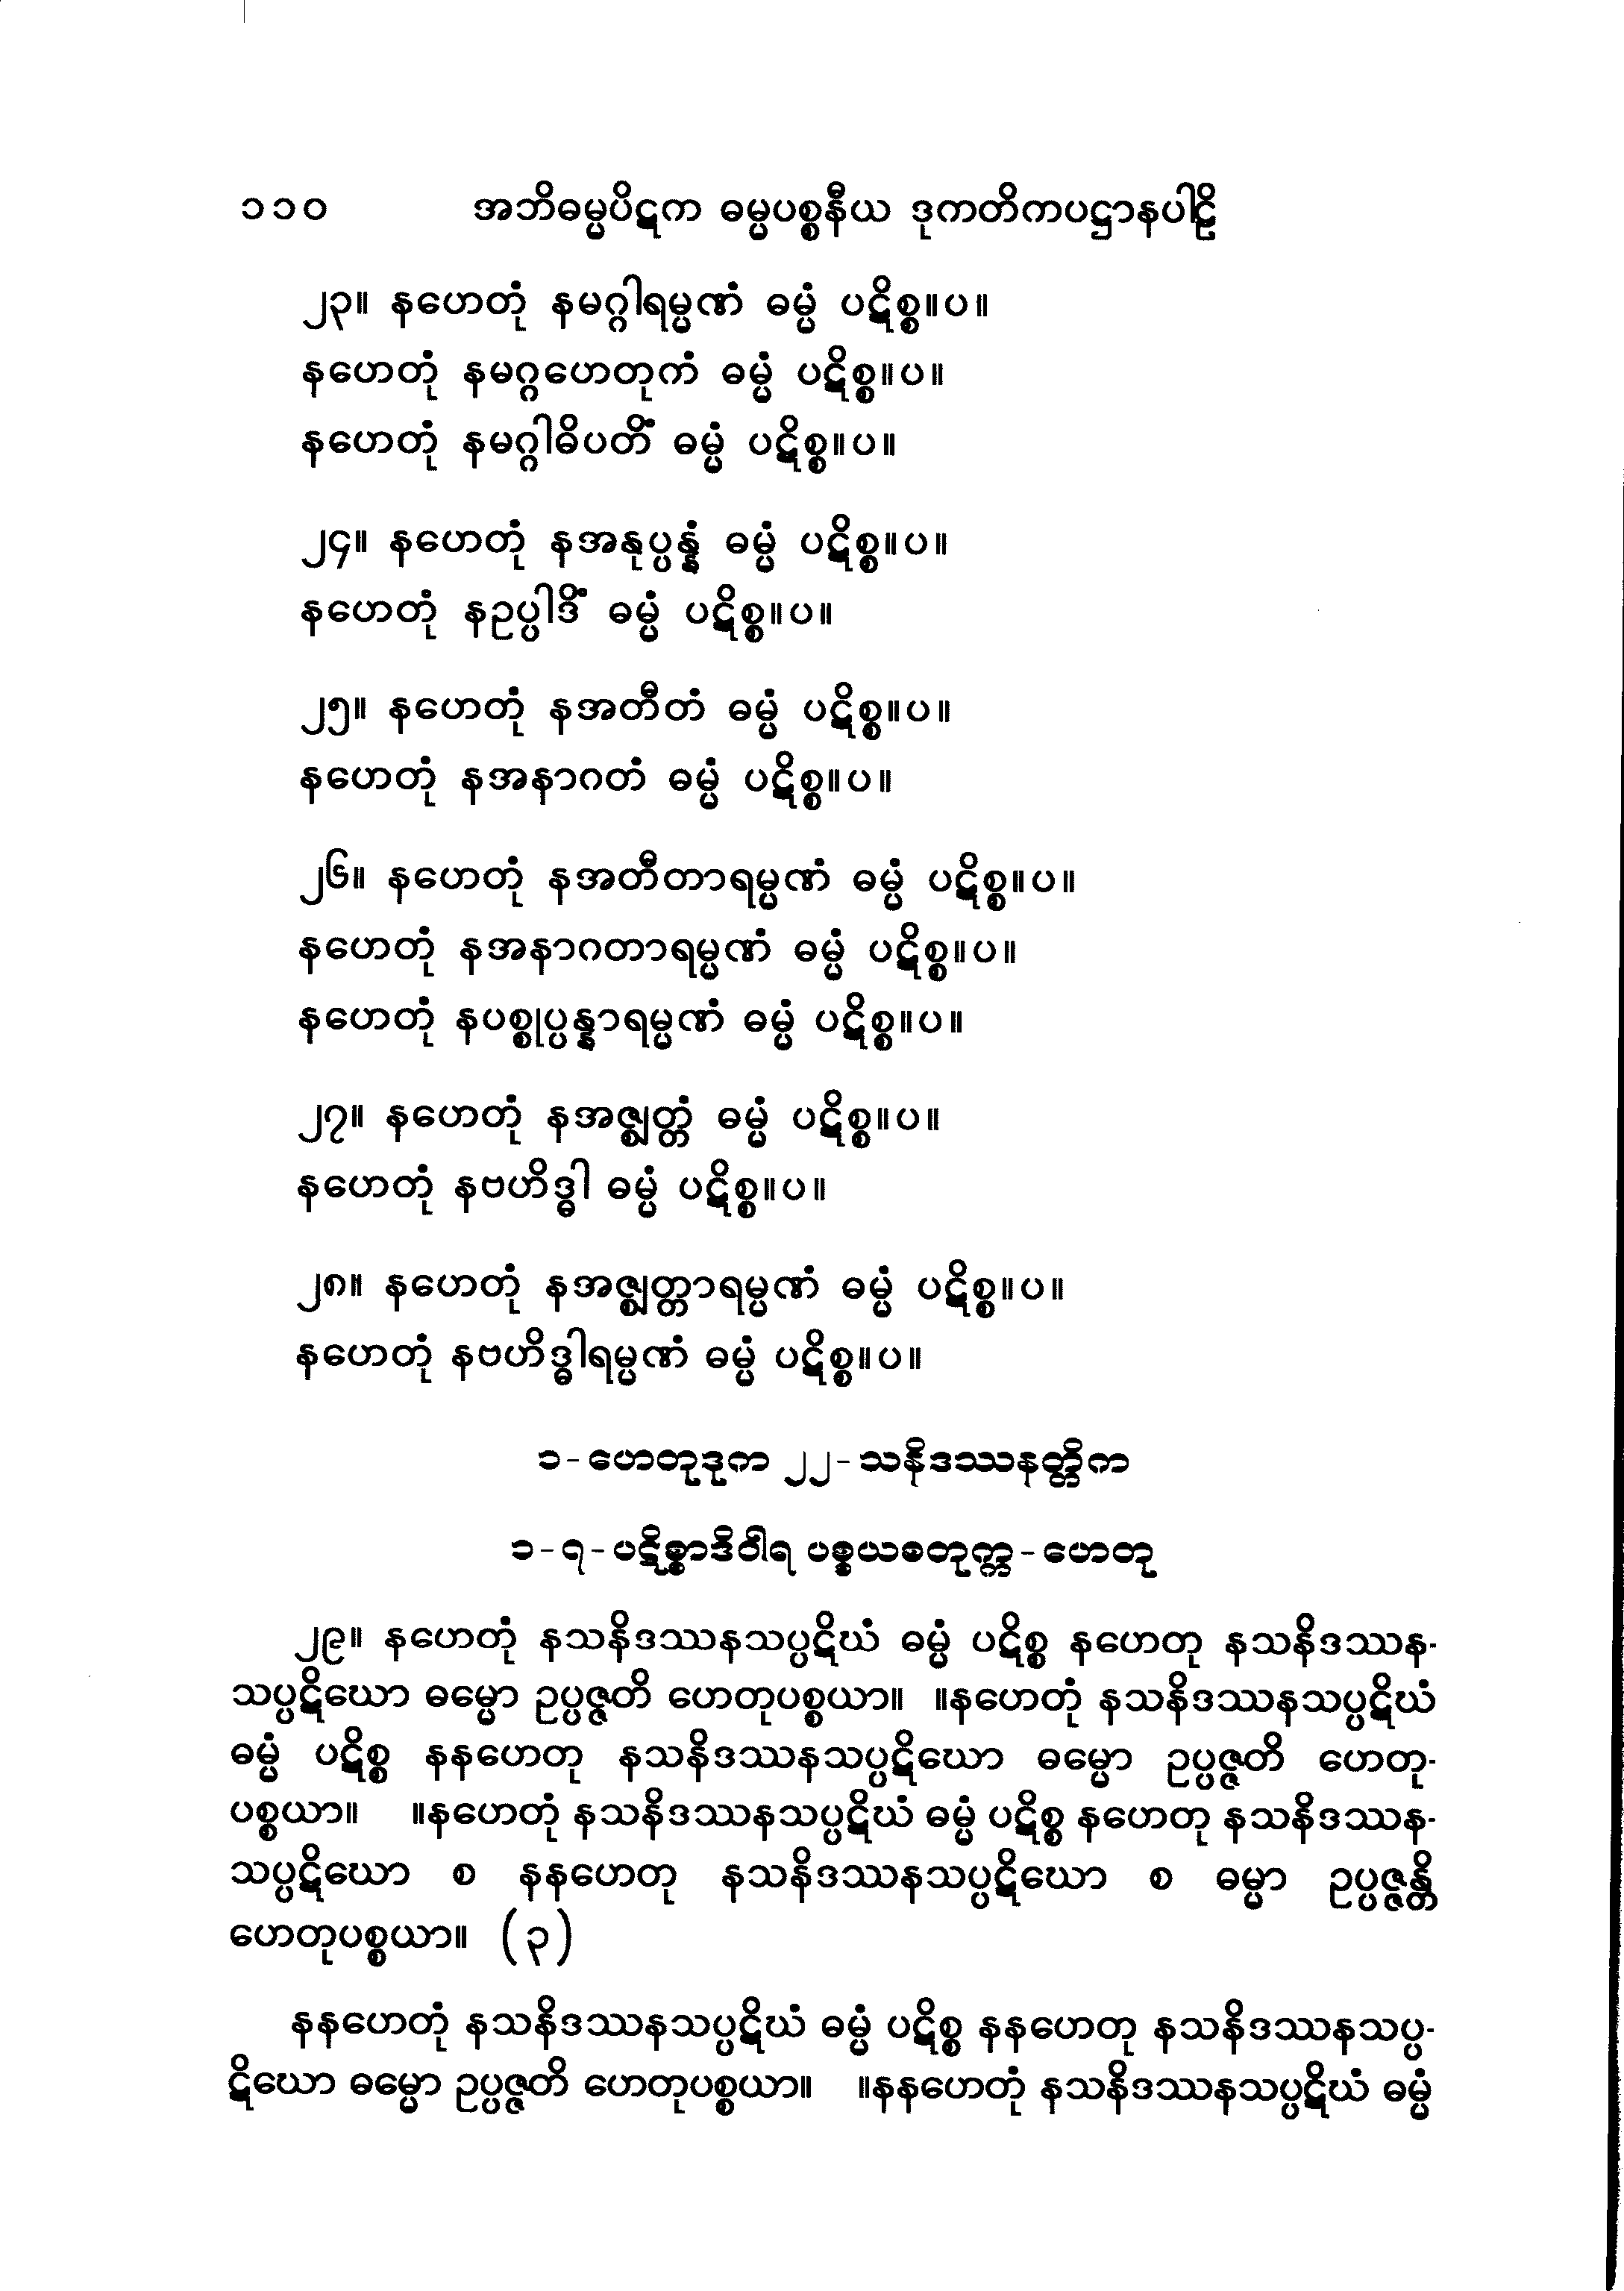 ၁၁၀ အဘိဓမ္မပိဋက ဓမ္မပစ္စနီယ ဒုကတိကပဋ္ဌာနပါဠိ
၂၃။ နဟေတုံ နမဂ္ဂါရမ္မဏံ ဓမ္မံ ပဋိစ္စ။ပ။
နဟေတုံ နမဂ္ဂဟေတုကံ ဓမ္မံ ပဋိစ္စ။ပ။
နဟေတုံ နမဂ္ဂါဓိပတိံ ဓမ္မံ ပဋိစ္စ။ပ။
၂၄။ နဟေတုံ နအနုပ္ပန္နံ ဓမ္မံ ပဋိစ္စ။ပ။
နဟေတုံ နဥပ္ပါဒိံ ဓမ္မံ ပဋိစ္စ။ပ။
၂၅။ နဟေတုံ နအတီတံ ဓမ္မံ ပဋိစ္စ။ပ။
နဟေတုံ နအနာဂတံ ဓမ္မံ ပဋိစ္စ။ပ။
၂၆။ နဟေတုံ နအတီတာရမ္မဏံ ဓမ္မံ ပဋိစ္စ။ပ။
နဟေတုံ နအနာဂတာရမ္မဏံ ဓမ္မံ ပဋိစ္စ။ပ။
နဟေတုံ နပစ္စုပ္ပန္နာရမ္မဏံ ဓမ္မံ ပဋိစ္စ။ပ။
၂၇။ နဟေတုံ နအဇ္ဈတ္တံ ဓမ္မံ ပဋိစ္စ။ပ။
နဟေတုံ နဗဟိဒ္ဓါ ဓမ္မံ ပဋိစ္စ။ပ။
၂၈။ နဟေတုံ နအဇ္ဈတ္တာရမ္မဏံ ဓမ္မံ ပဋိစ္စ။ပ။
နဟေတုံ နဗဟိဒ္ဓါရမ္မဏံ ဓမ္မံ ပဋိစ္စ။ပ။
၁-ဟေတုဒုက ၂၂-သနိဒဿနတ္တိက
၁-၇-ပဋိစ္စာဒိဝါရ ပစ္စယစတုက္က-ဟေတု
၂၉။ နဟေတုံ နသနိဒဿနသပ္ပဋိဃံ ဓမ္မံ ပဋိစ္စ နဟေတု နသနိဒဿန-
သပ္ပဋိဃော ဓမ္မော ဥပ္ပဇ္ဇတိ ဟေတုပစ္စယာ။ ။နဟေတုံ နသနိဒဿနသပ္ပဋိဃံ
ဓမ္မံ ပဋိစ္စ နနဟေတု နသနိဒဿနသပ္ပဋိဃော ဓမ္မော ဥပ္ပဇ္ဇတိ ဟေတု-
ပစ္စယာ။ ။နဟေတုံ နသနိဒဿနသပ္ပဋိဃံ ဓမ္မံ ပဋိစ္စ နဟေတု နသနိဒဿန-
သပ္ပဋိဃော စ နနဟေတု နသနိဒဿနသပ္ပဋိဃော စ ဓမ္မာ ဥပ္ပဇ္ဇန္တိ
ဟေတုပစ္စယာ။ (၃)
နနဟေတုံ နသနိဒဿနသပ္ပဋိဃံ ဓမ္မံ ပဋိစ္စ နနဟေတု နသနိဒဿနသပ္ပ-
ဋိဃော ဓမ္မော ဥပ္ပဇ္ဇတိ ဟေတုပစ္စယာ။ ။နနဟေတုံ နသနိဒဿနသပ္ပဋိဃံ ဓမ္မံ